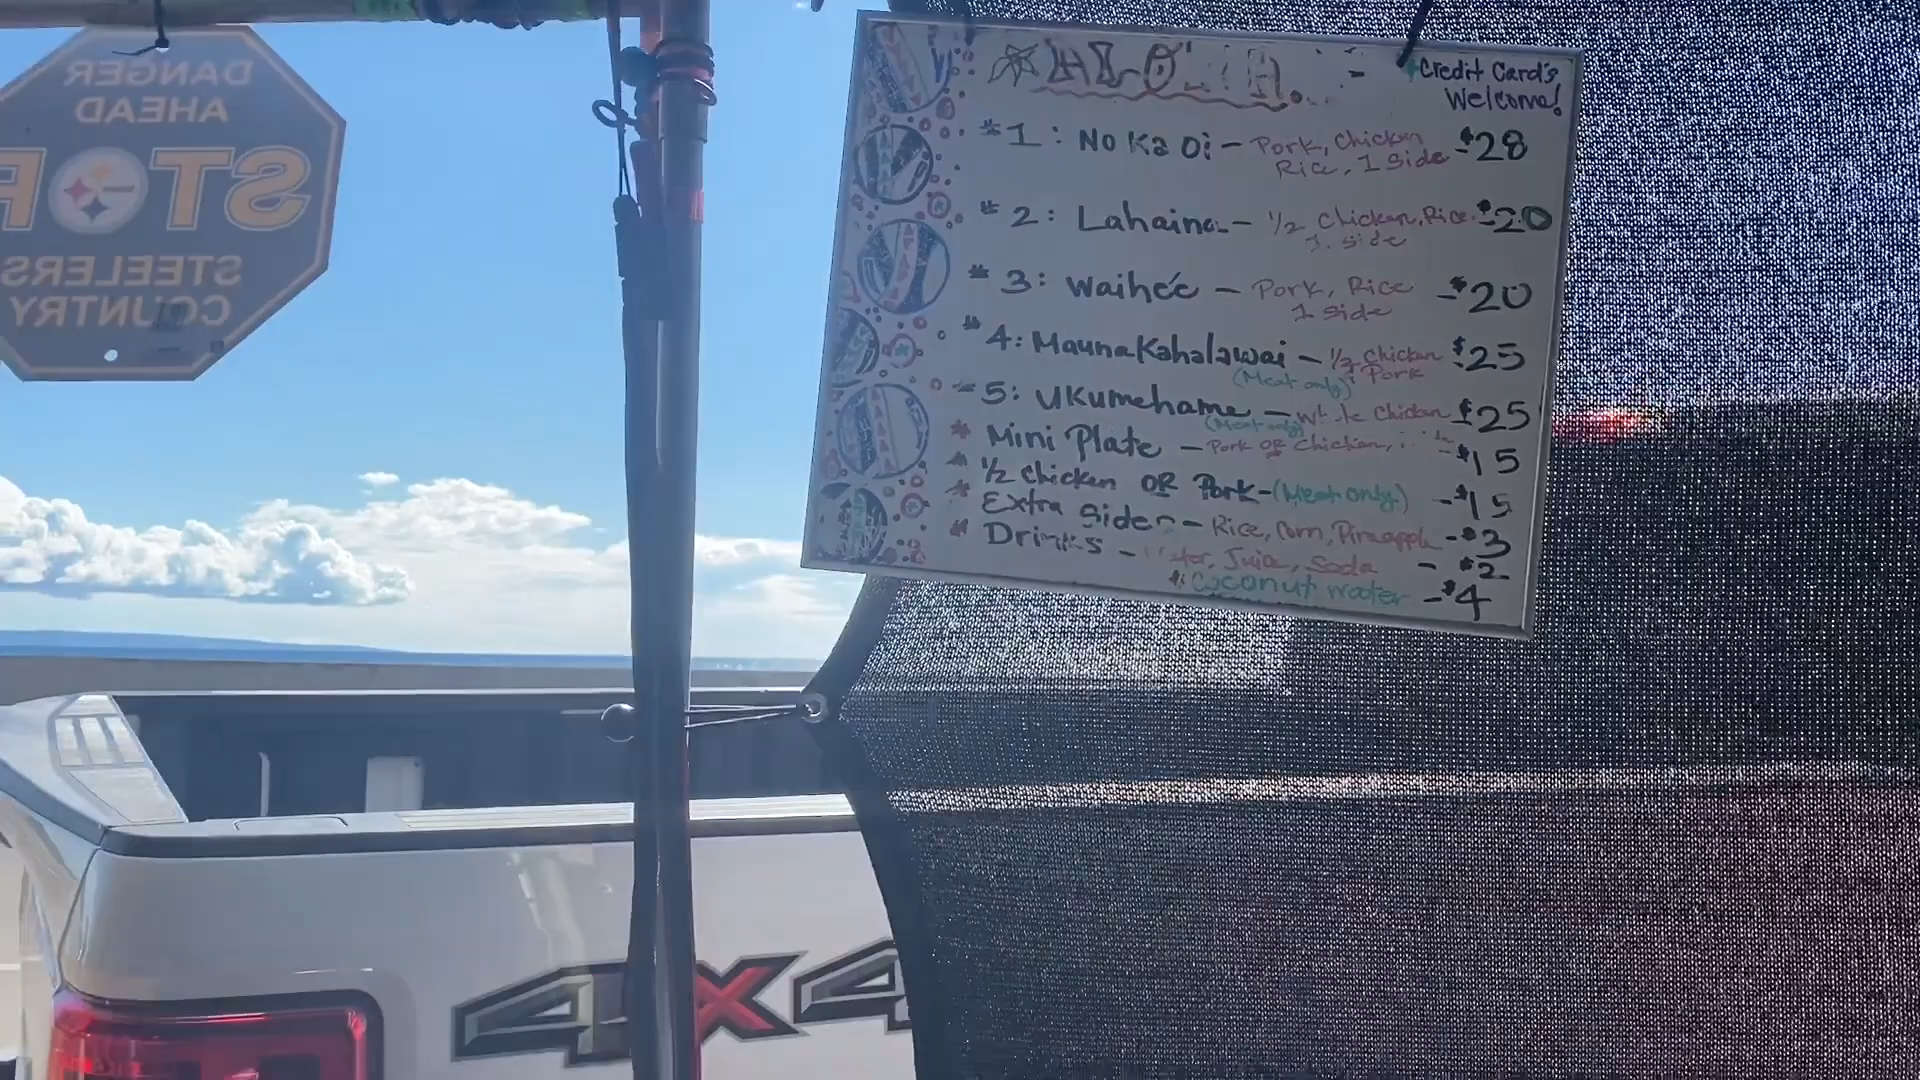 DANGER
AHEAD
STOP
STEELERS
COUNTRY
ALOHA
Credit Card's
Welcome!
#1: No Ka Oi - Pork, Chicken $28
Rice, 1 Side
#2: Lahaina - 1/2 Chicken, Rice $20
1 side
#3: Waihe'e - Pork, Rice - $20
1 side
#4: Mauna Kahalawai - 1/2 Chicken $25
(Meat only) Pork
#5: Ukumehame - Chicken $25
(Meat only)
* Mini Plate - Pork OR Chicken, $15
1/2 Chicken OR Pork - (Meat only) - $15
* Extra Sides - Rice, Corn, Pineapple - $3
* Drinks - Water, Juice, Soda - $2
* Coconut water - $4
4x4